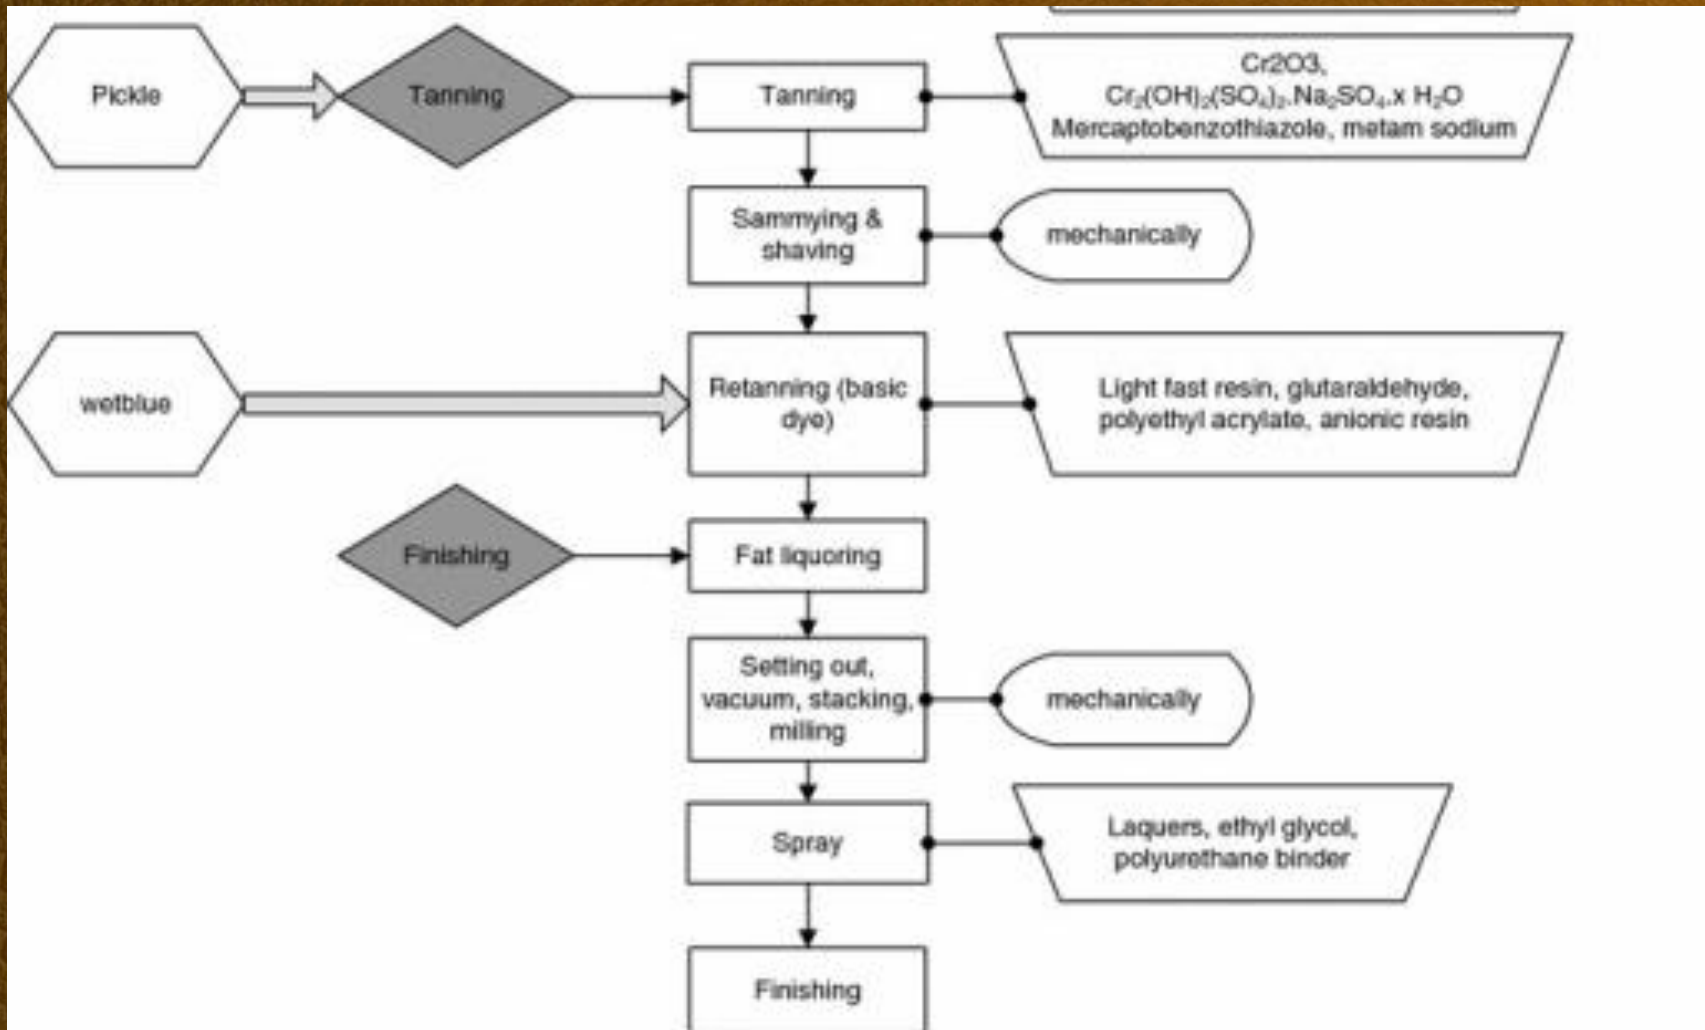 Pickle
Tanning
Tanning
Cr2O3,
Cr₂(OH)₂(SO₄)₂.Na₂SO₄.x H₂O
Mercaptobenzothiazole, metam sodium
Sammying &
shaving
mechanically
wetblue
Retanning (basic
dye)
Light fast resin, glutaraldehyde,
polyethyl acrylate, anionic resin
Finishing
Fat liquoring
Setting out,
vacuum, stacking,
milling
mechanically
Spray
Laquers, ethyl glycol,
polyurethane binder
Finishing